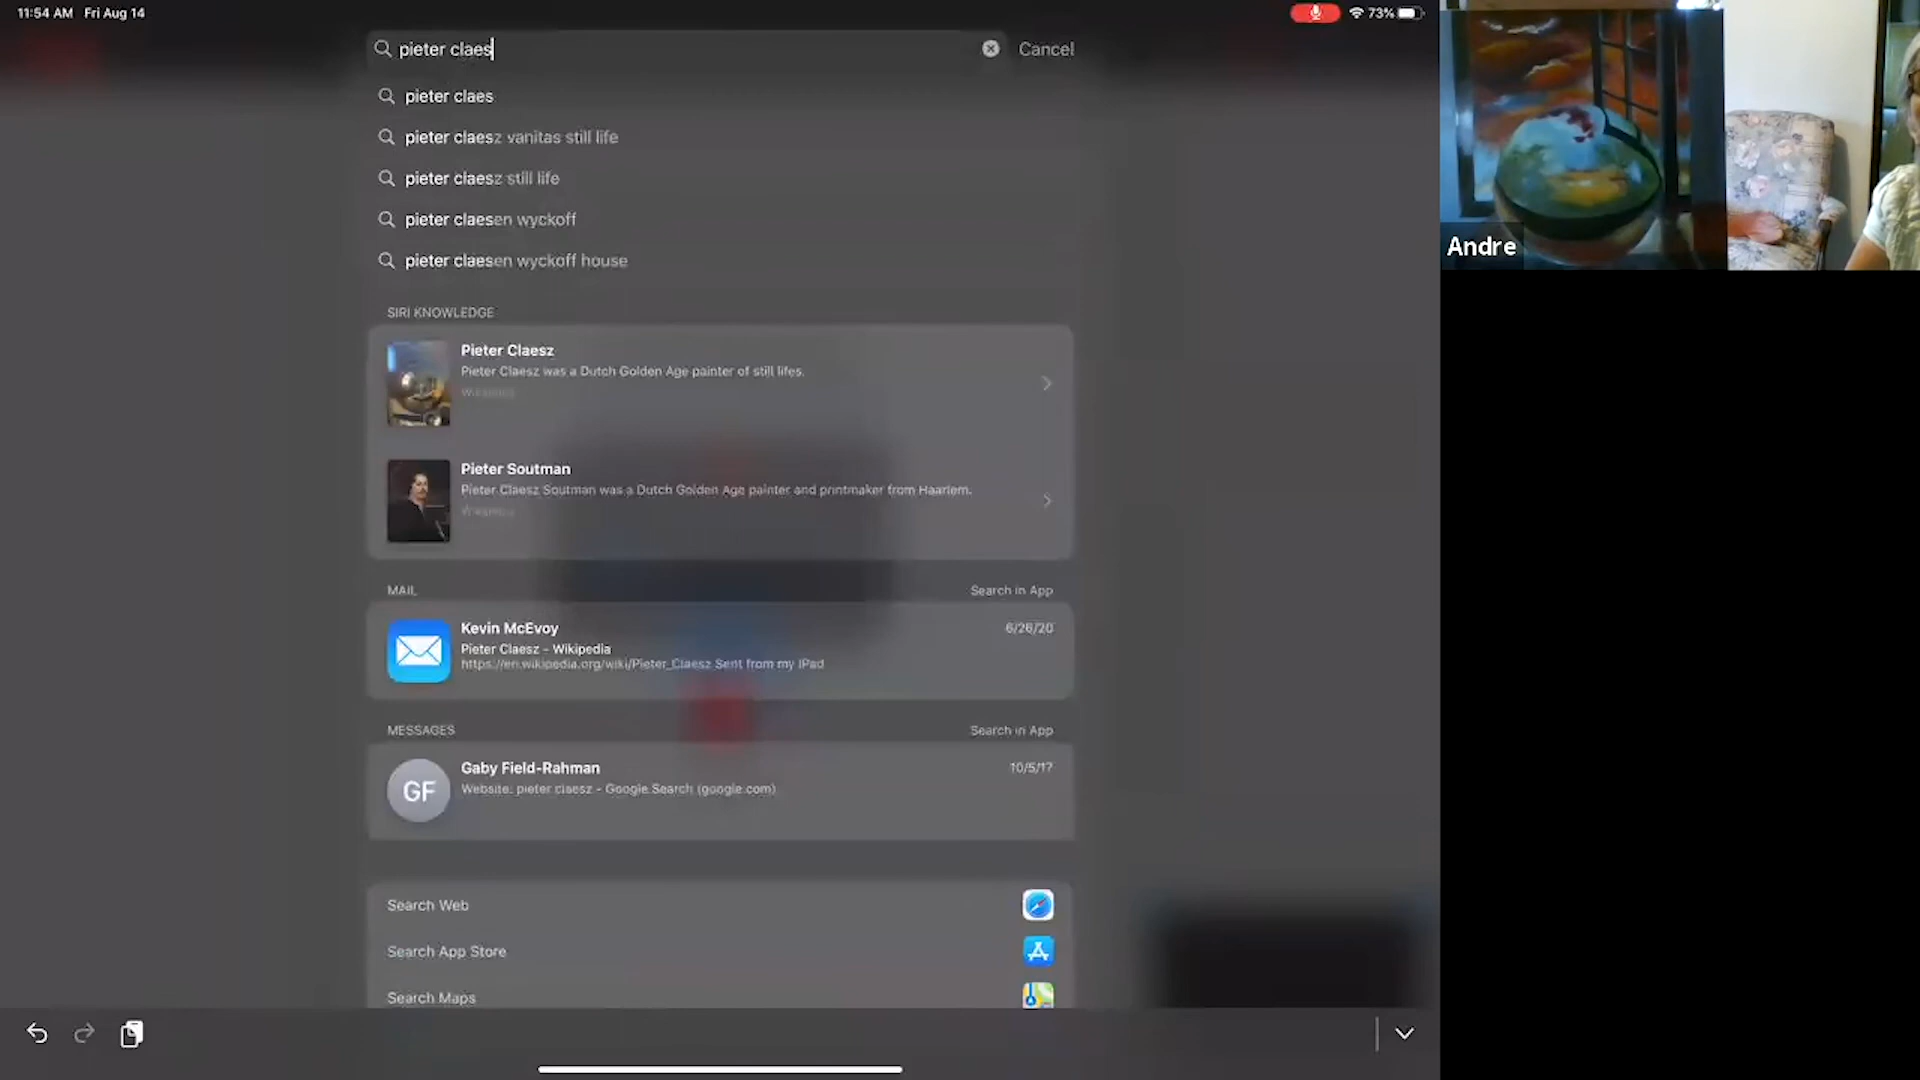 11:54 AM Fri Aug 14
73%
pieter claes
Cancel
pieter claes
pieter claesz vanitas still life
pieter claesz still life
pieter claesen wyckoff
pieter claesen wyckoff house
SIRI KNOWLEDGE
Pieter Claesz
Pieter Claesz was a Dutch Golden Age painter of still lifes.
Wikipedia
Pieter Soutman
Pieter Claesz Soutman was a Dutch Golden Age painter and printmaker from Haarlem.
Wikipedia
MAIL
Search in App
Kevin McEvoy
6/26/20
Pieter Claesz - Wikipedia
https://en.wikipedia.org/wiki/Pieter_Claesz Sent from my iPad
MESSAGES
Search in App
GF
Gaby Field-Rahman
10/5/17
Website: pieter claesz - Google Search (google.com)
Search Web
Search App Store
Search Maps
Andre